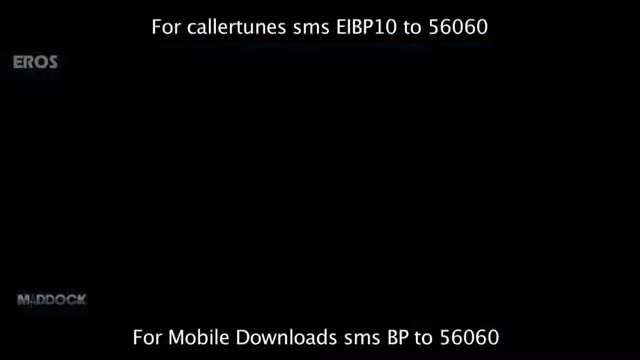 For callertunes sms EIBP10 to 56060
EROS
MADDOCK
For Mobile Downloads sms BP to 56060